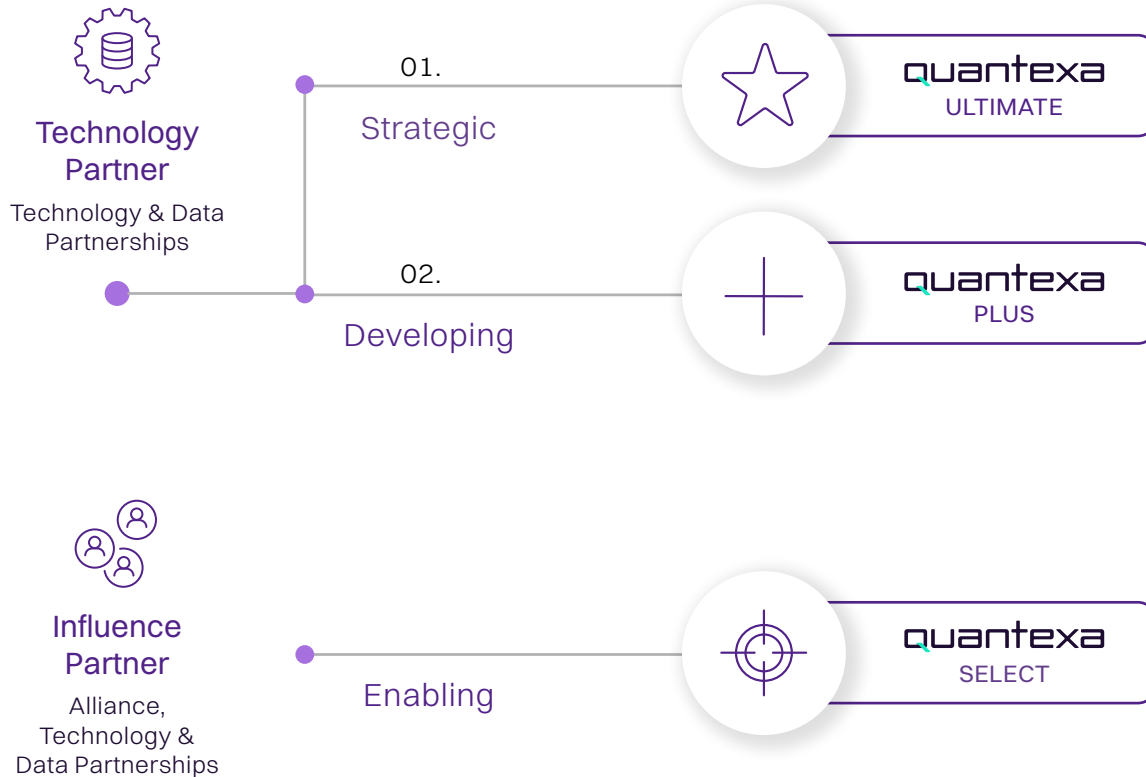 Technology
Partner
Technology & Data
Partnerships
01.
Strategic
quantexa
ULTIMATE
02.
Developing
quantexa
PLUS
Influence
Partner
Alliance,
Technology &
Data Partnerships
Enabling
quantexa
SELECT